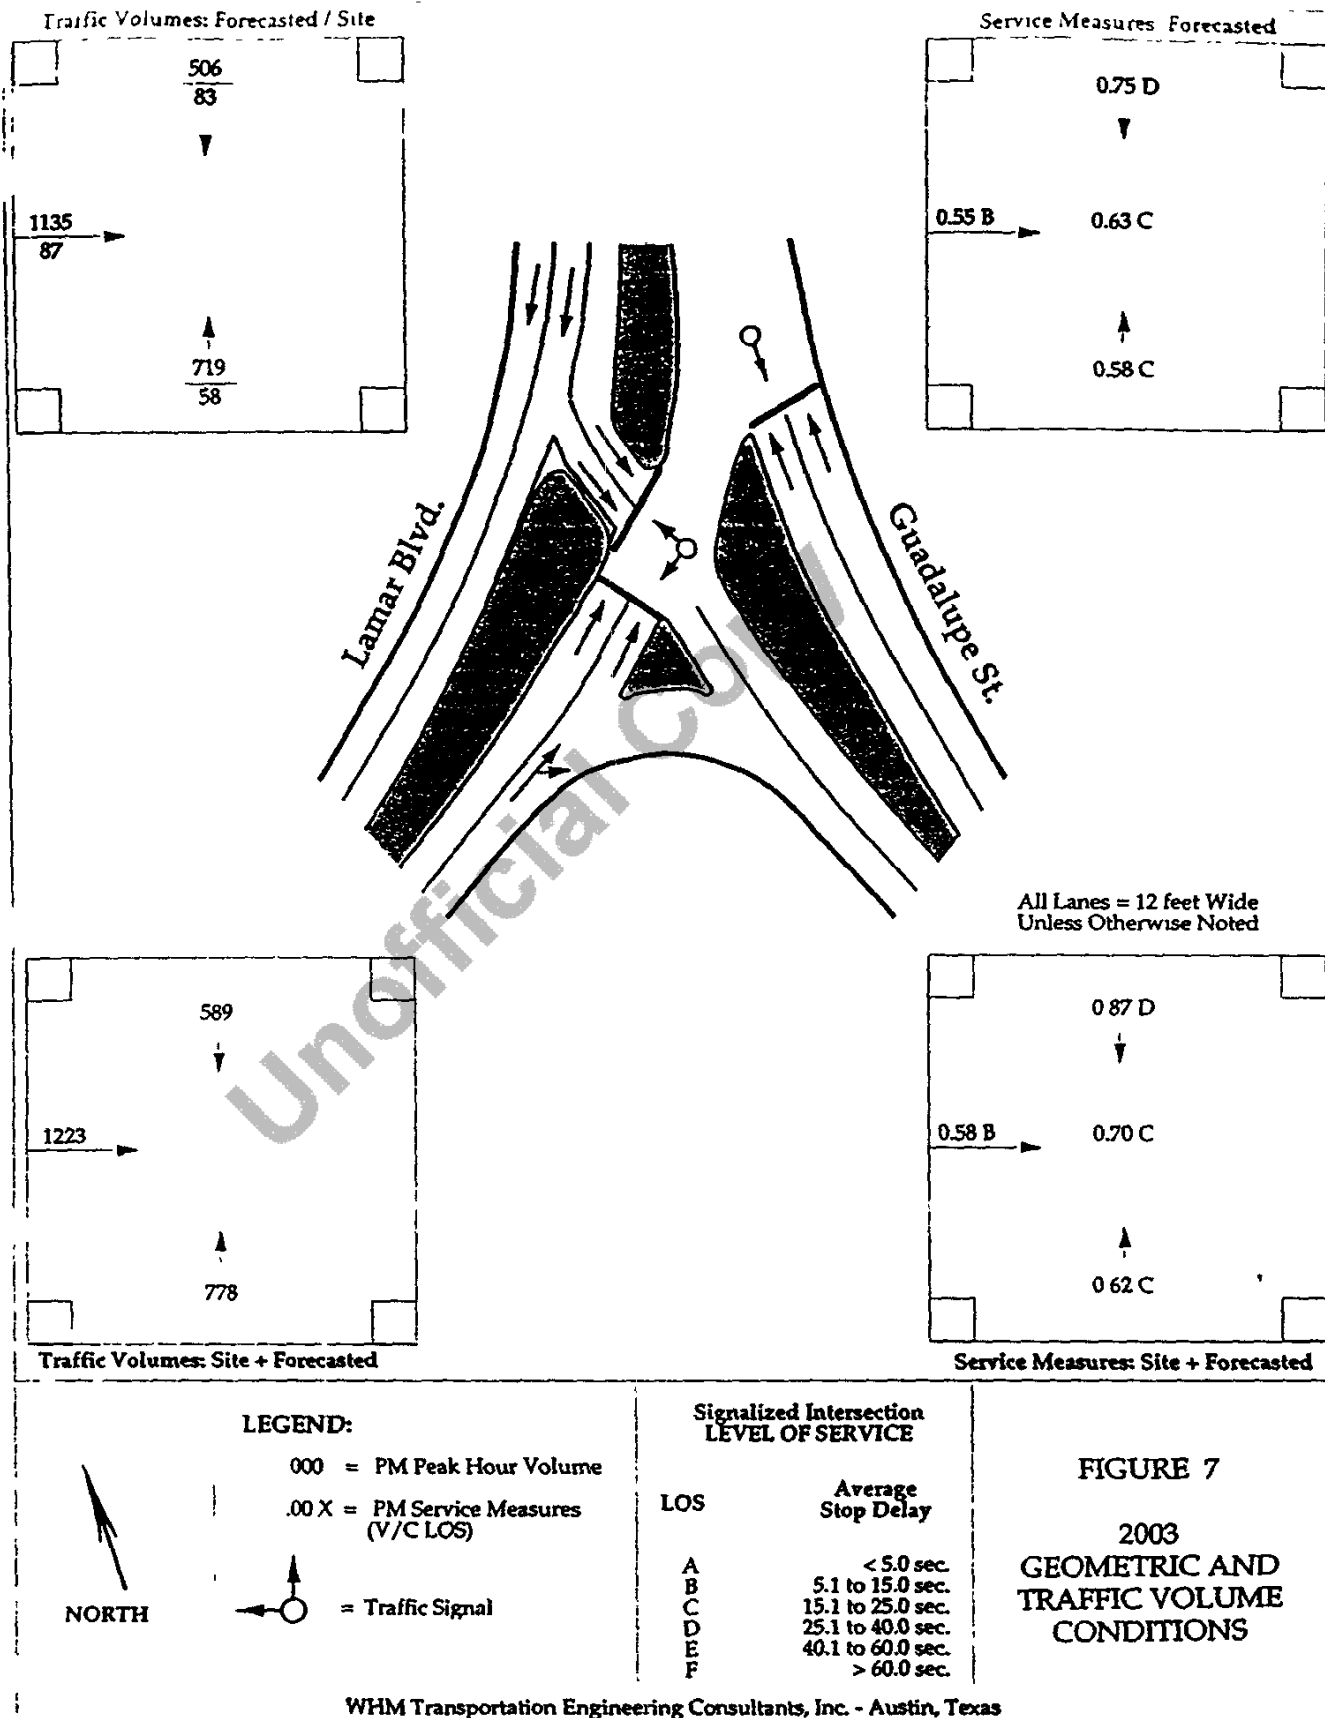 Traffic Volumes: Forecasted / Site
Service Measures Forecasted
506
83
1135
87
719
58
0.75 D
0.55 B
0.63 C
0.58 C
Lamar Blvd.
Guadalupe St.
Unofficial Copy
All Lanes = 12 feet Wide
Unless Otherwise Noted
589
1223
778
Traffic Volumes: Site + Forecasted
0 87 D
0.58 B
0.70 C
0 62 C
Service Measures: Site + Forecasted
LEGEND:
000 = PM Peak Hour Volume
.00 X = PM Service Measures
(V/C LOS)
= Traffic Signal
NORTH
Signalized Intersection
LEVEL OF SERVICE
LOS
Average
Stop Delay
A < 5.0 sec.
B 5.1 to 15.0 sec.
C 15.1 to 25.0 sec.
D 25.1 to 40.0 sec.
E 40.1 to 60.0 sec.
F > 60.0 sec.
FIGURE 7
2003
GEOMETRIC AND
TRAFFIC VOLUME
CONDITIONS
WHM Transportation Engineering Consultants, Inc. - Austin, Texas